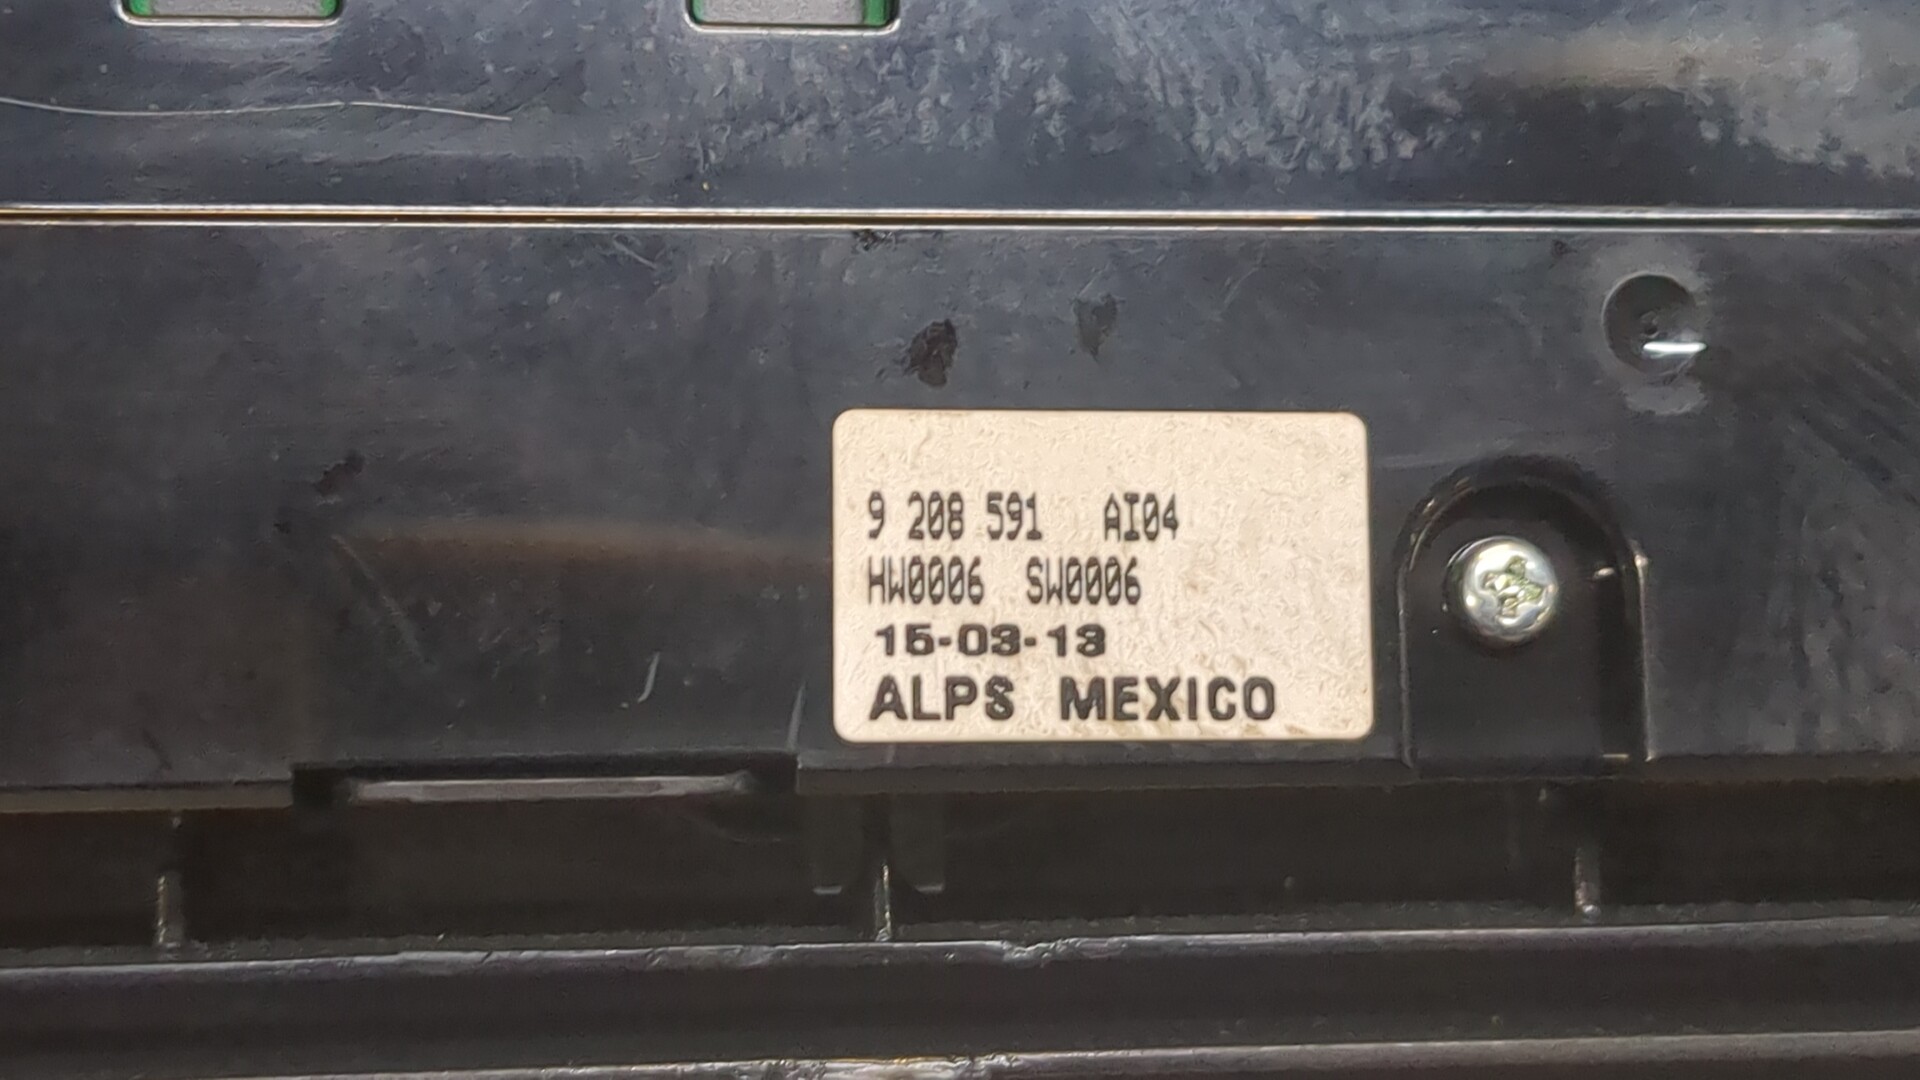 9 208 591 AI04
HW0006 SW0006
15-03-13
ALPS MEXICO